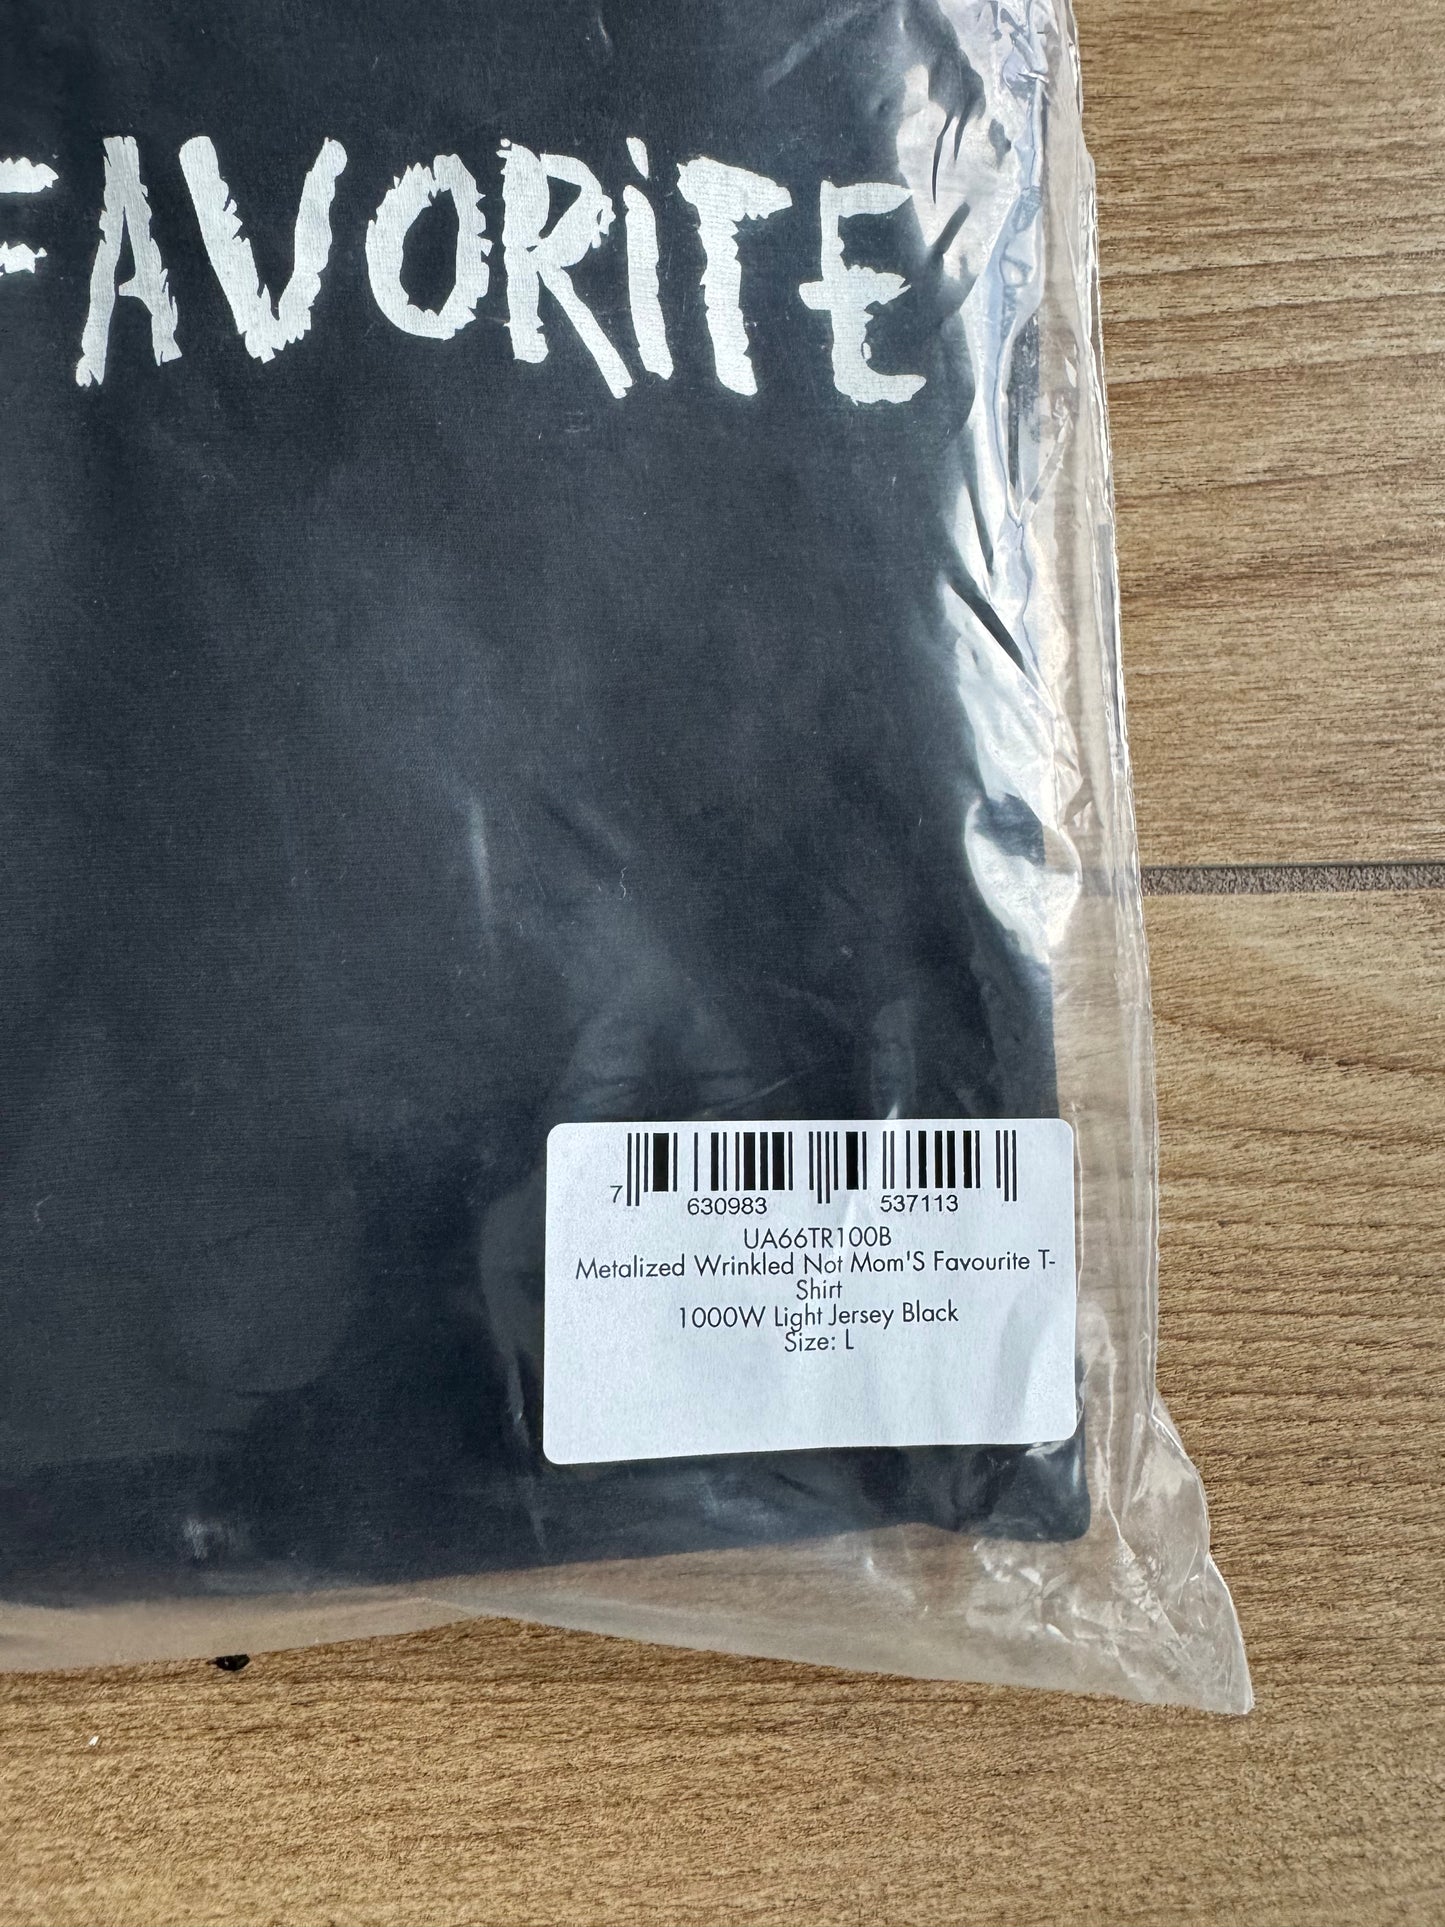 FAVORiTE
7 630983 537113
UA66TR100B
Metalized Wrinkled Not Mom'S Favourite T-
Shirt
1000W Light Jersey Black
Size: L